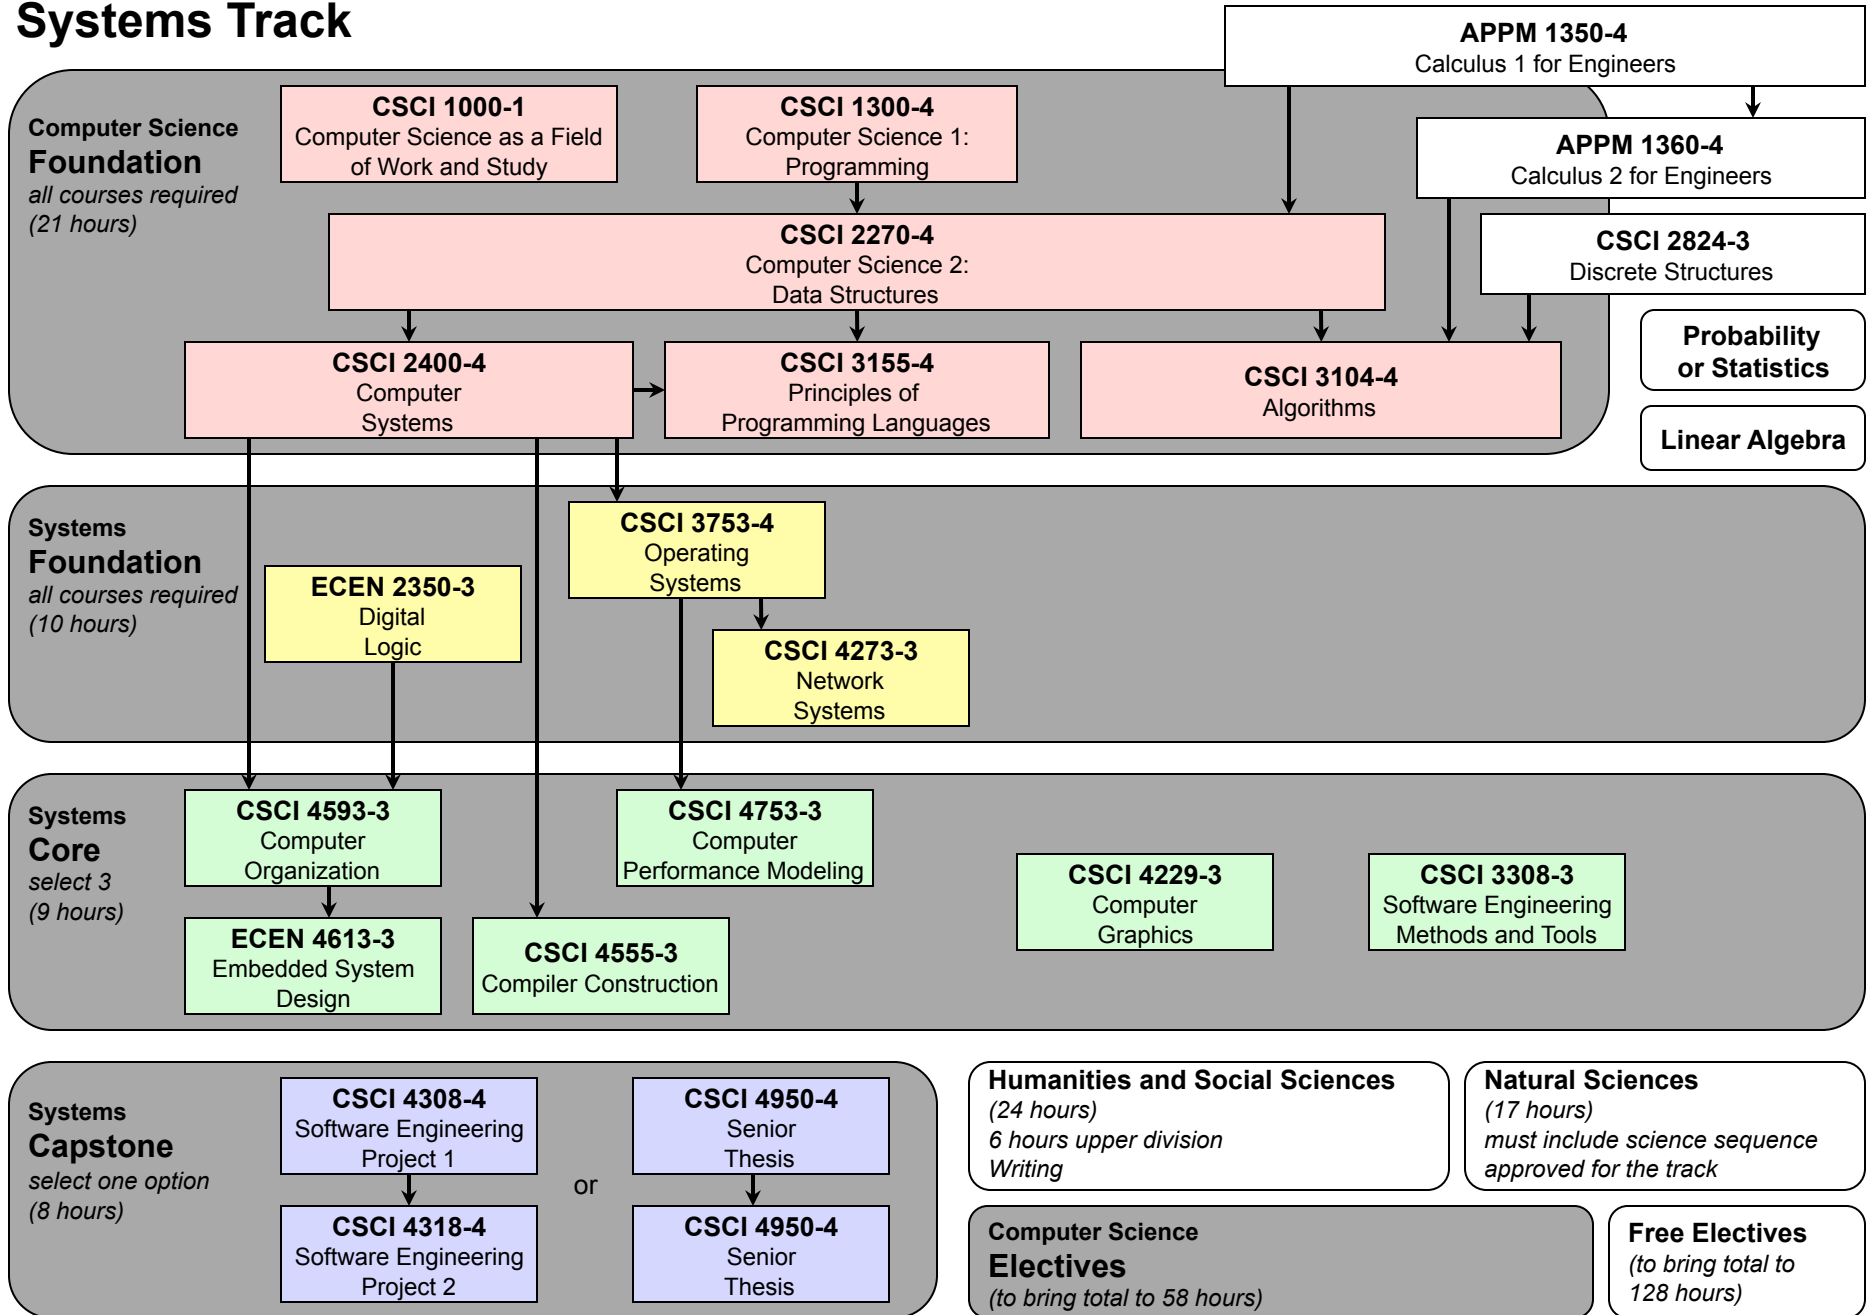 Systems Track
APPM 1350-4
Calculus 1 for Engineers
Computer Science
Foundation
all courses required
(21 hours)
CSCI 1000-1
Computer Science as a Field
of Work and Study
CSCI 1300-4
Computer Science 1:
Programming
APPM 1360-4
Calculus 2 for Engineers
CSCI 2270-4
Computer Science 2:
Data Structures
CSCI 2824-3
Discrete Structures
CSCI 2400-4
Computer
Systems
CSCI 3155-4
Principles of
Programming Languages
CSCI 3104-4
Algorithms
Probability
or Statistics
Linear Algebra
Systems
Foundation
all courses required
(10 hours)
ECEN 2350-3
Digital
Logic
CSCI 3753-4
Operating
Systems
CSCI 4273-3
Network
Systems
Systems
Core
select 3
(9 hours)
CSCI 4593-3
Computer
Organization
CSCI 4753-3
Computer
Performance Modeling
CSCI 4229-3
Computer
Graphics
CSCI 3308-3
Software Engineering
Methods and Tools
ECEN 4613-3
Embedded System
Design
CSCI 4555-3
Compiler Construction
Systems
Capstone
select one option
(8 hours)
CSCI 4308-4
Software Engineering
Project 1
or
CSCI 4950-4
Senior
Thesis
CSCI 4318-4
Software Engineering
Project 2
CSCI 4950-4
Senior
Thesis
Humanities and Social Sciences
(24 hours)
6 hours upper division
Writing
Natural Sciences
(17 hours)
must include science sequence
approved for the track
Computer Science
Electives
(to bring total to 58 hours)
Free Electives
(to bring total to
128 hours)